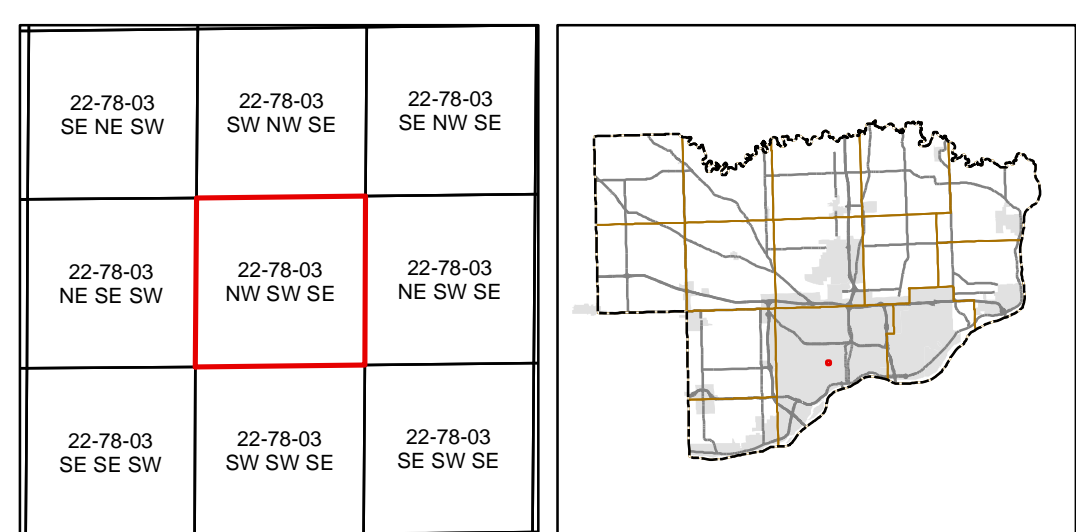 22-78-03
SE NE SW
22-78-03
SW NW SE
22-78-03
SE NW SE
22-78-03
NE SE SW
22-78-03
NW SW SE
22-78-03
NE SW SE
22-78-03
SE SE SW
22-78-03
SW SW SE
22-78-03
SE SW SE